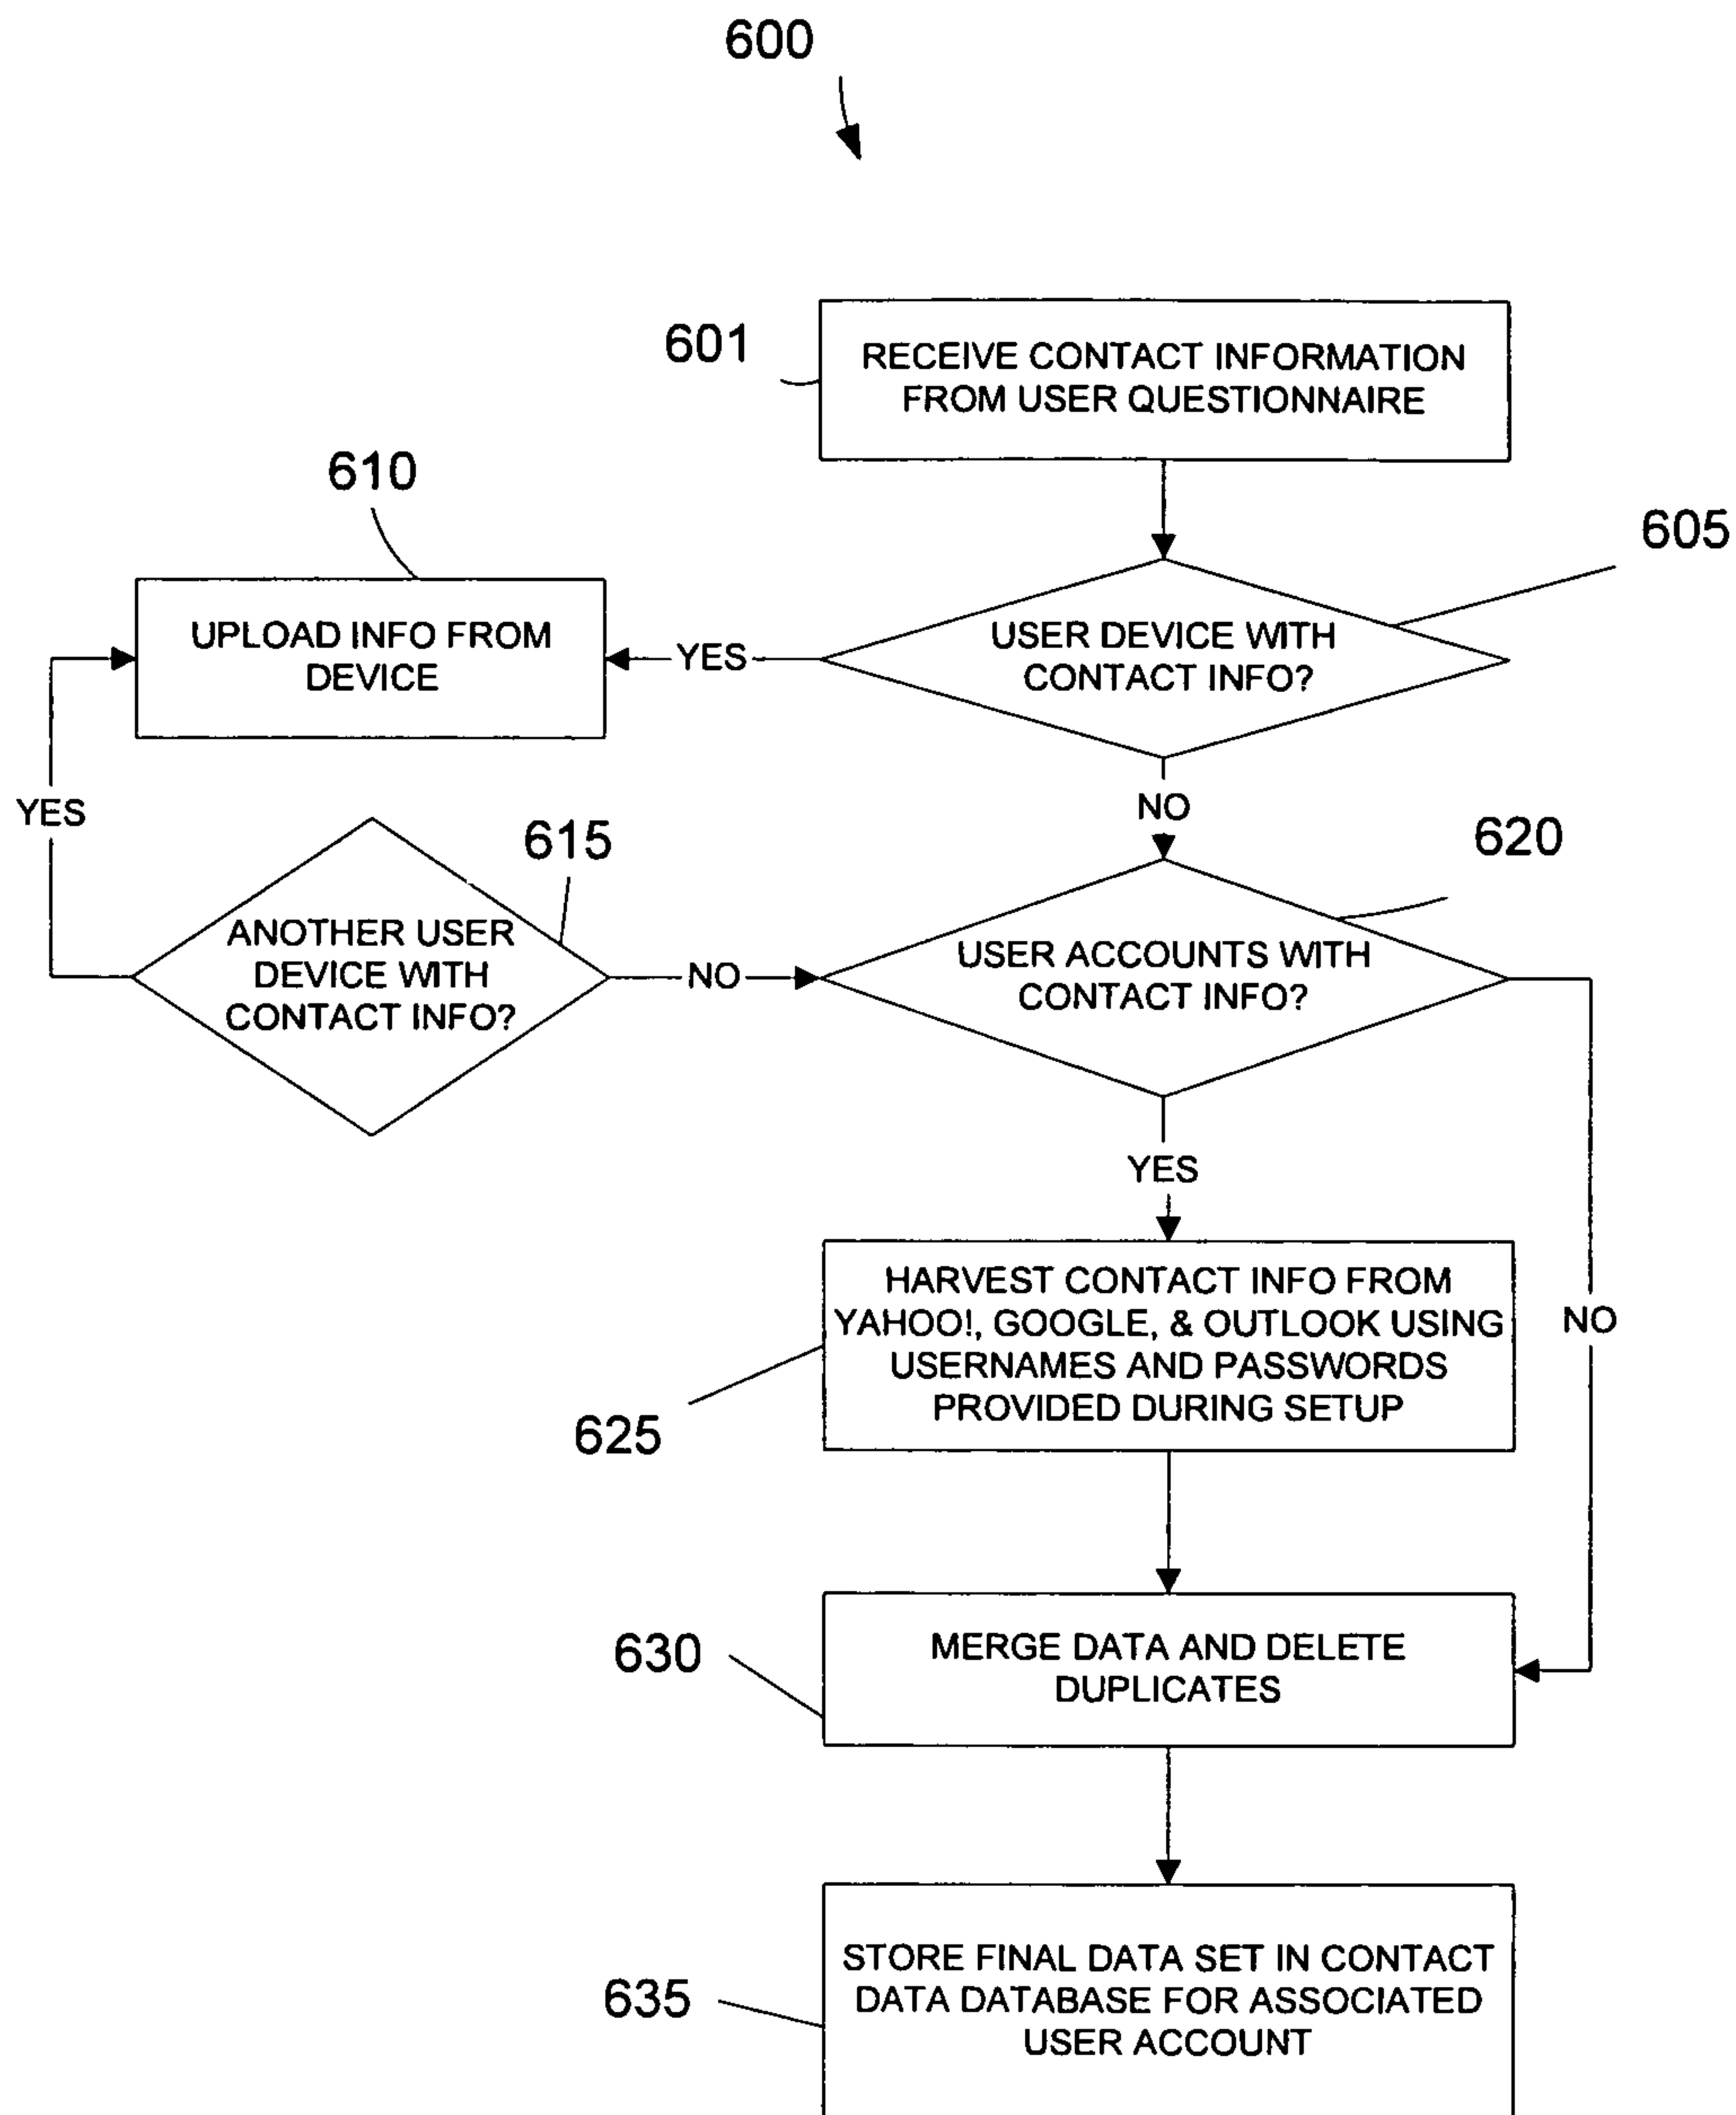 600
601
RECEIVE CONTACT INFORMATION
FROM USER QUESTIONNAIRE
610
605
UPLOAD INFO FROM
DEVICE
YES
USER DEVICE WITH
CONTACT INFO?
YES
NO
615
620
ANOTHER USER
DEVICE WITH
CONTACT INFO?
NO
USER ACCOUNTS WITH
CONTACT INFO?
YES
HARVEST CONTACT INFO FROM
YAHOO!, GOOGLE, & OUTLOOK USING
USERNAMES AND PASSWORDS
PROVIDED DURING SETUP
NO
625
630
MERGE DATA AND DELETE
DUPLICATES
635
STORE FINAL DATA SET IN CONTACT
DATA DATABASE FOR ASSOCIATED
USER ACCOUNT